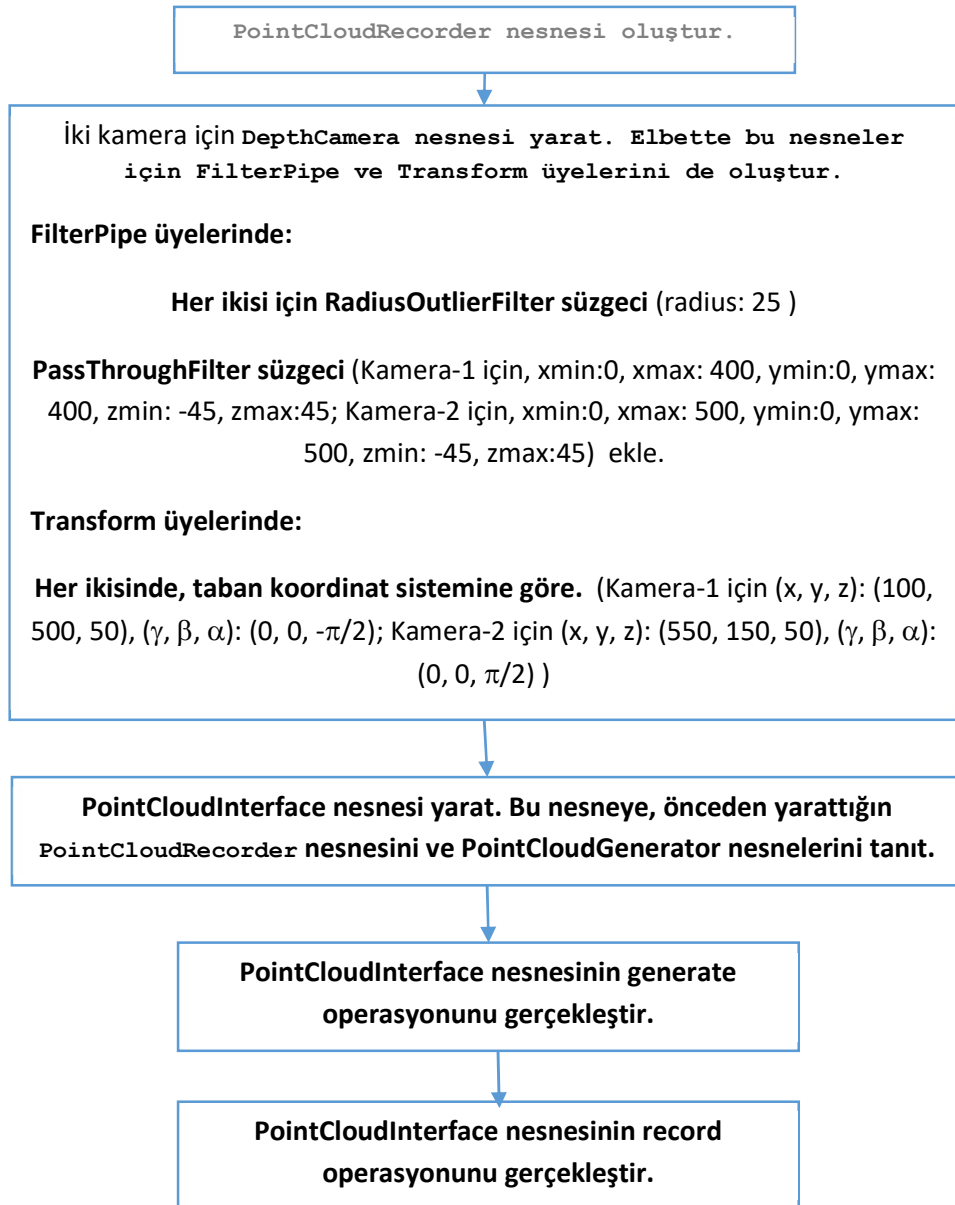 PointCloudRecorder nesnesi oluştur.
İki kamera için DepthCamera nesnesi yarat. Elbette bu nesneler
için FilterPipe ve Transform üyelerini de oluştur.
FilterPipe üyelerinde:
Her ikisi için RadiusOutlierFilter süzgeci (radius: 25 )
PassThroughFilter süzgeci (Kamera-1 için, xmin:0, xmax: 400, ymin:0, ymax:
400, zmin: -45, zmax:45; Kamera-2 için, xmin:0, xmax: 500, ymin:0, ymax:
500, zmin: -45, zmax:45) ekle.
Transform üyelerinde:
Her ikisinde, taban koordinat sistemine göre. (Kamera-1 için (x, y, z): (100,
500, 50), (γ, β, α): (0, 0, -π/2); Kamera-2 için (x, y, z): (550, 150, 50), (γ, β, α):
(0, 0, π/2) )
PointCloudInterface nesnesi yarat. Bu nesneye, önceden yarattığın
PointCloudRecorder nesnesini ve PointCloudGenerator nesnelerini tanıt.
PointCloudInterface nesnesinin generate
operasyonunu gerçekleştir.
PointCloudInterface nesnesinin record
operasyonunu gerçekleştir.